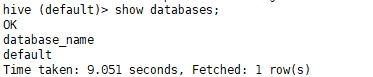 hive (default)> show databases;
OK
database_name
default
Time taken: 9.051 seconds, Fetched: 1 row(s)